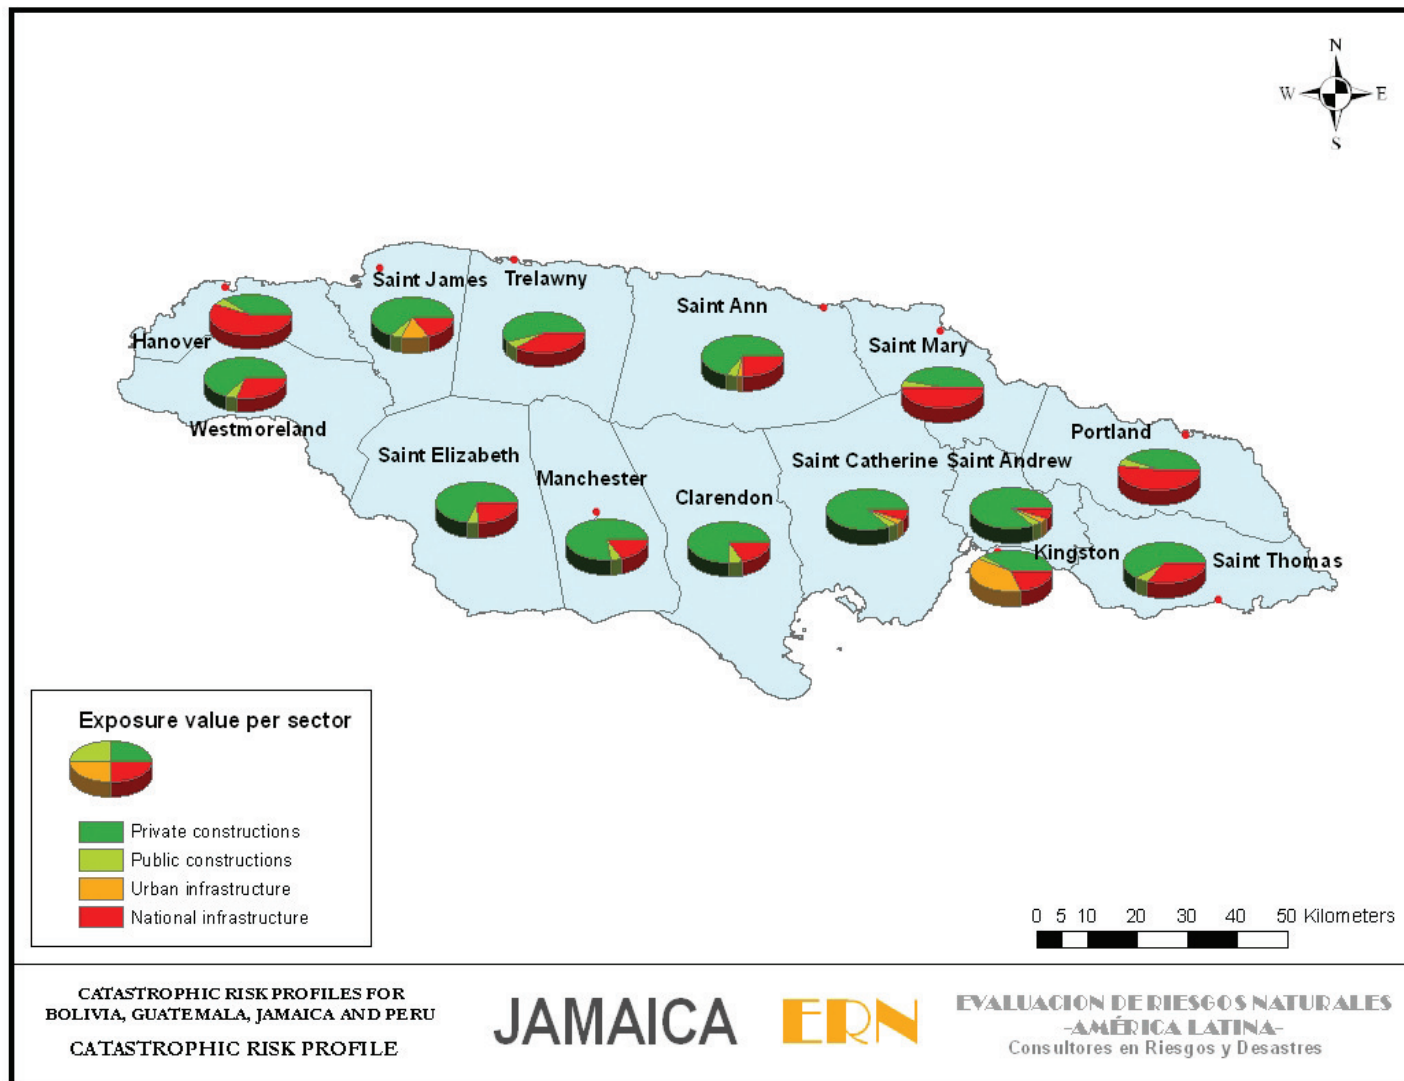 N
W E
S
Saint James
Trelawny
Saint Ann
Hanover
Saint Mary
Westmoreland
Portland
Saint Elizabeth
Saint Catherine
Saint Andrew
Manchester
Clarendon
Kingston
Saint Thomas
Exposure value per sector
Private constructions
Public constructions
Urban infrastructure
National infrastructure
0 5 10 20 30 40 50 Kilometers
CATASTROPHIC RISK PROFILES FOR
BOLIVIA, GUATEMALA, JAMAICA AND PERU
CATASTROPHIC RISK PROFILE
JAMAICA
ERN
EVALUACION DE RIESGOS NATURALES
-AMÉRICA LATINA-
Consultores en Riesgos y Desastres